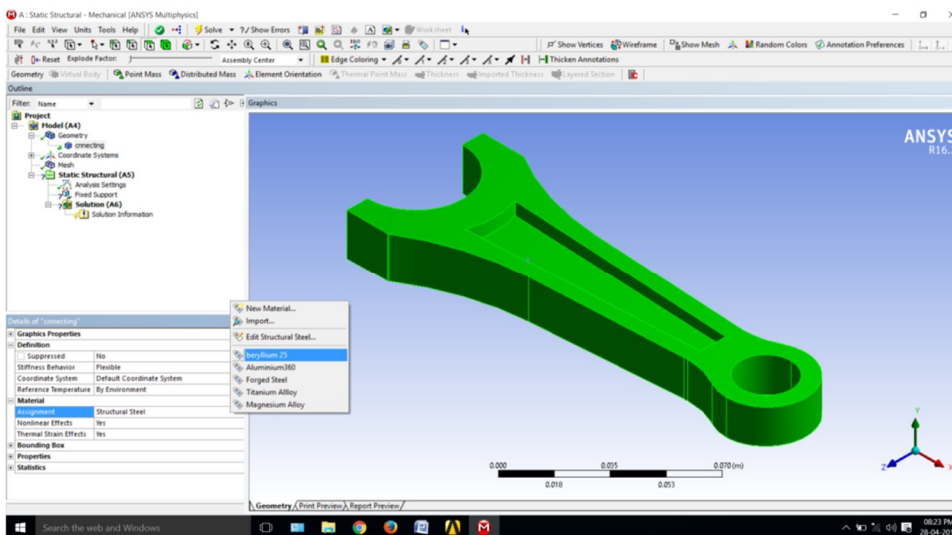 A : Static Structural - Mechanical [ANSYS Multiphysics]
File Edit View Units Tools Help Solve ?/ Show Errors Worksheet
Show Vertices Wireframe Show Mesh Random Colors Annotation Preferences
Reset Explode Factor: Assembly Center Edge Coloring Thicken Annotations
Geometry Virtual Body Point Mass Distributed Mass Element Orientation Thermal Point Mass Thickness Imported Thickness Layered Section
Outline
Filter: Name
Graphics
Project
Model (A4)
Geometry
cnnecting
Coordinate Systems
Mesh
Static Structural (A5)
Analysis Settings
Fixed Support
Solution (A6)
Solution Information
ANSYS
Details of "cnnecting"
Graphics Properties
Definition
Suppressed No
Stiffness Behavior Flexible
Coordinate System Default Coordinate System
Reference Temperature By Environment
Material
Assignment Structural Steel
Nonlinear Effects Yes
Thermal Strain Effects Yes
Bounding Box
Properties
Statistics
New Material...
Import...
Edit Structural Steel...
beryllium 25
Aluminium360
Forged Steel
Titanium Allloy
Magnesium Alloy
0.000 0.035 0.070 (m)
0.018 0.053
Y
Z
X
Geometry Print Preview Report Preview
Search the web and Windows
08:23 PM